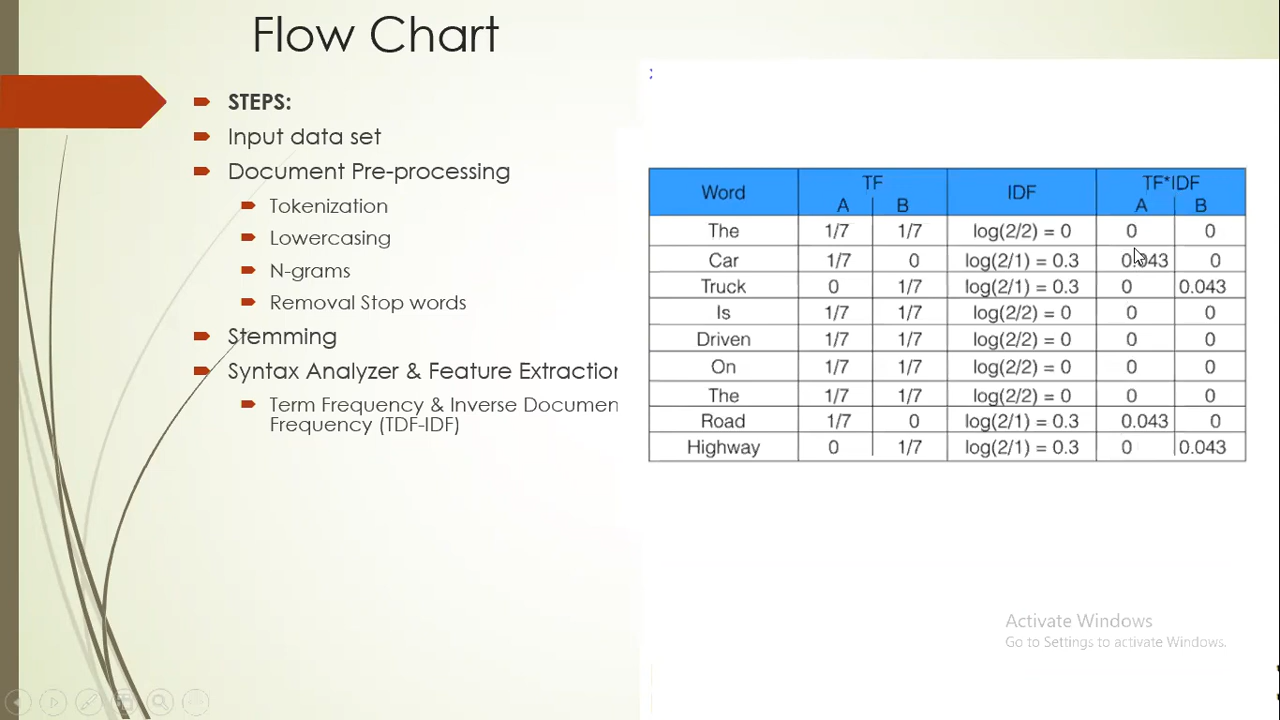 Flow Chart
STEPS:
Input data set
Document Pre-processing
Tokenization
Lowercasing
N-grams
Removal Stop words
Stemming
Syntax Analyzer & Feature Extraction
Term Frequency & Inverse Documen
Frequency (TDF-IDF)
Word TF IDF TF*IDF
A B A B
The 1/7 1/7 log(2/2) = 0 0 0
Car 1/7 0 log(2/1) = 0.3 0.043 0
Truck 0 1/7 log(2/1) = 0.3 0 0.043
Is 1/7 1/7 log(2/2) = 0 0 0
Driven 1/7 1/7 log(2/2) = 0 0 0
On 1/7 1/7 log(2/2) = 0 0 0
The 1/7 1/7 log(2/2) = 0 0 0
Road 1/7 0 log(2/1) = 0.3 0.043 0
Highway 0 1/7 log(2/1) = 0.3 0 0.043
Activate Windows
Go to Settings to activate Windows.